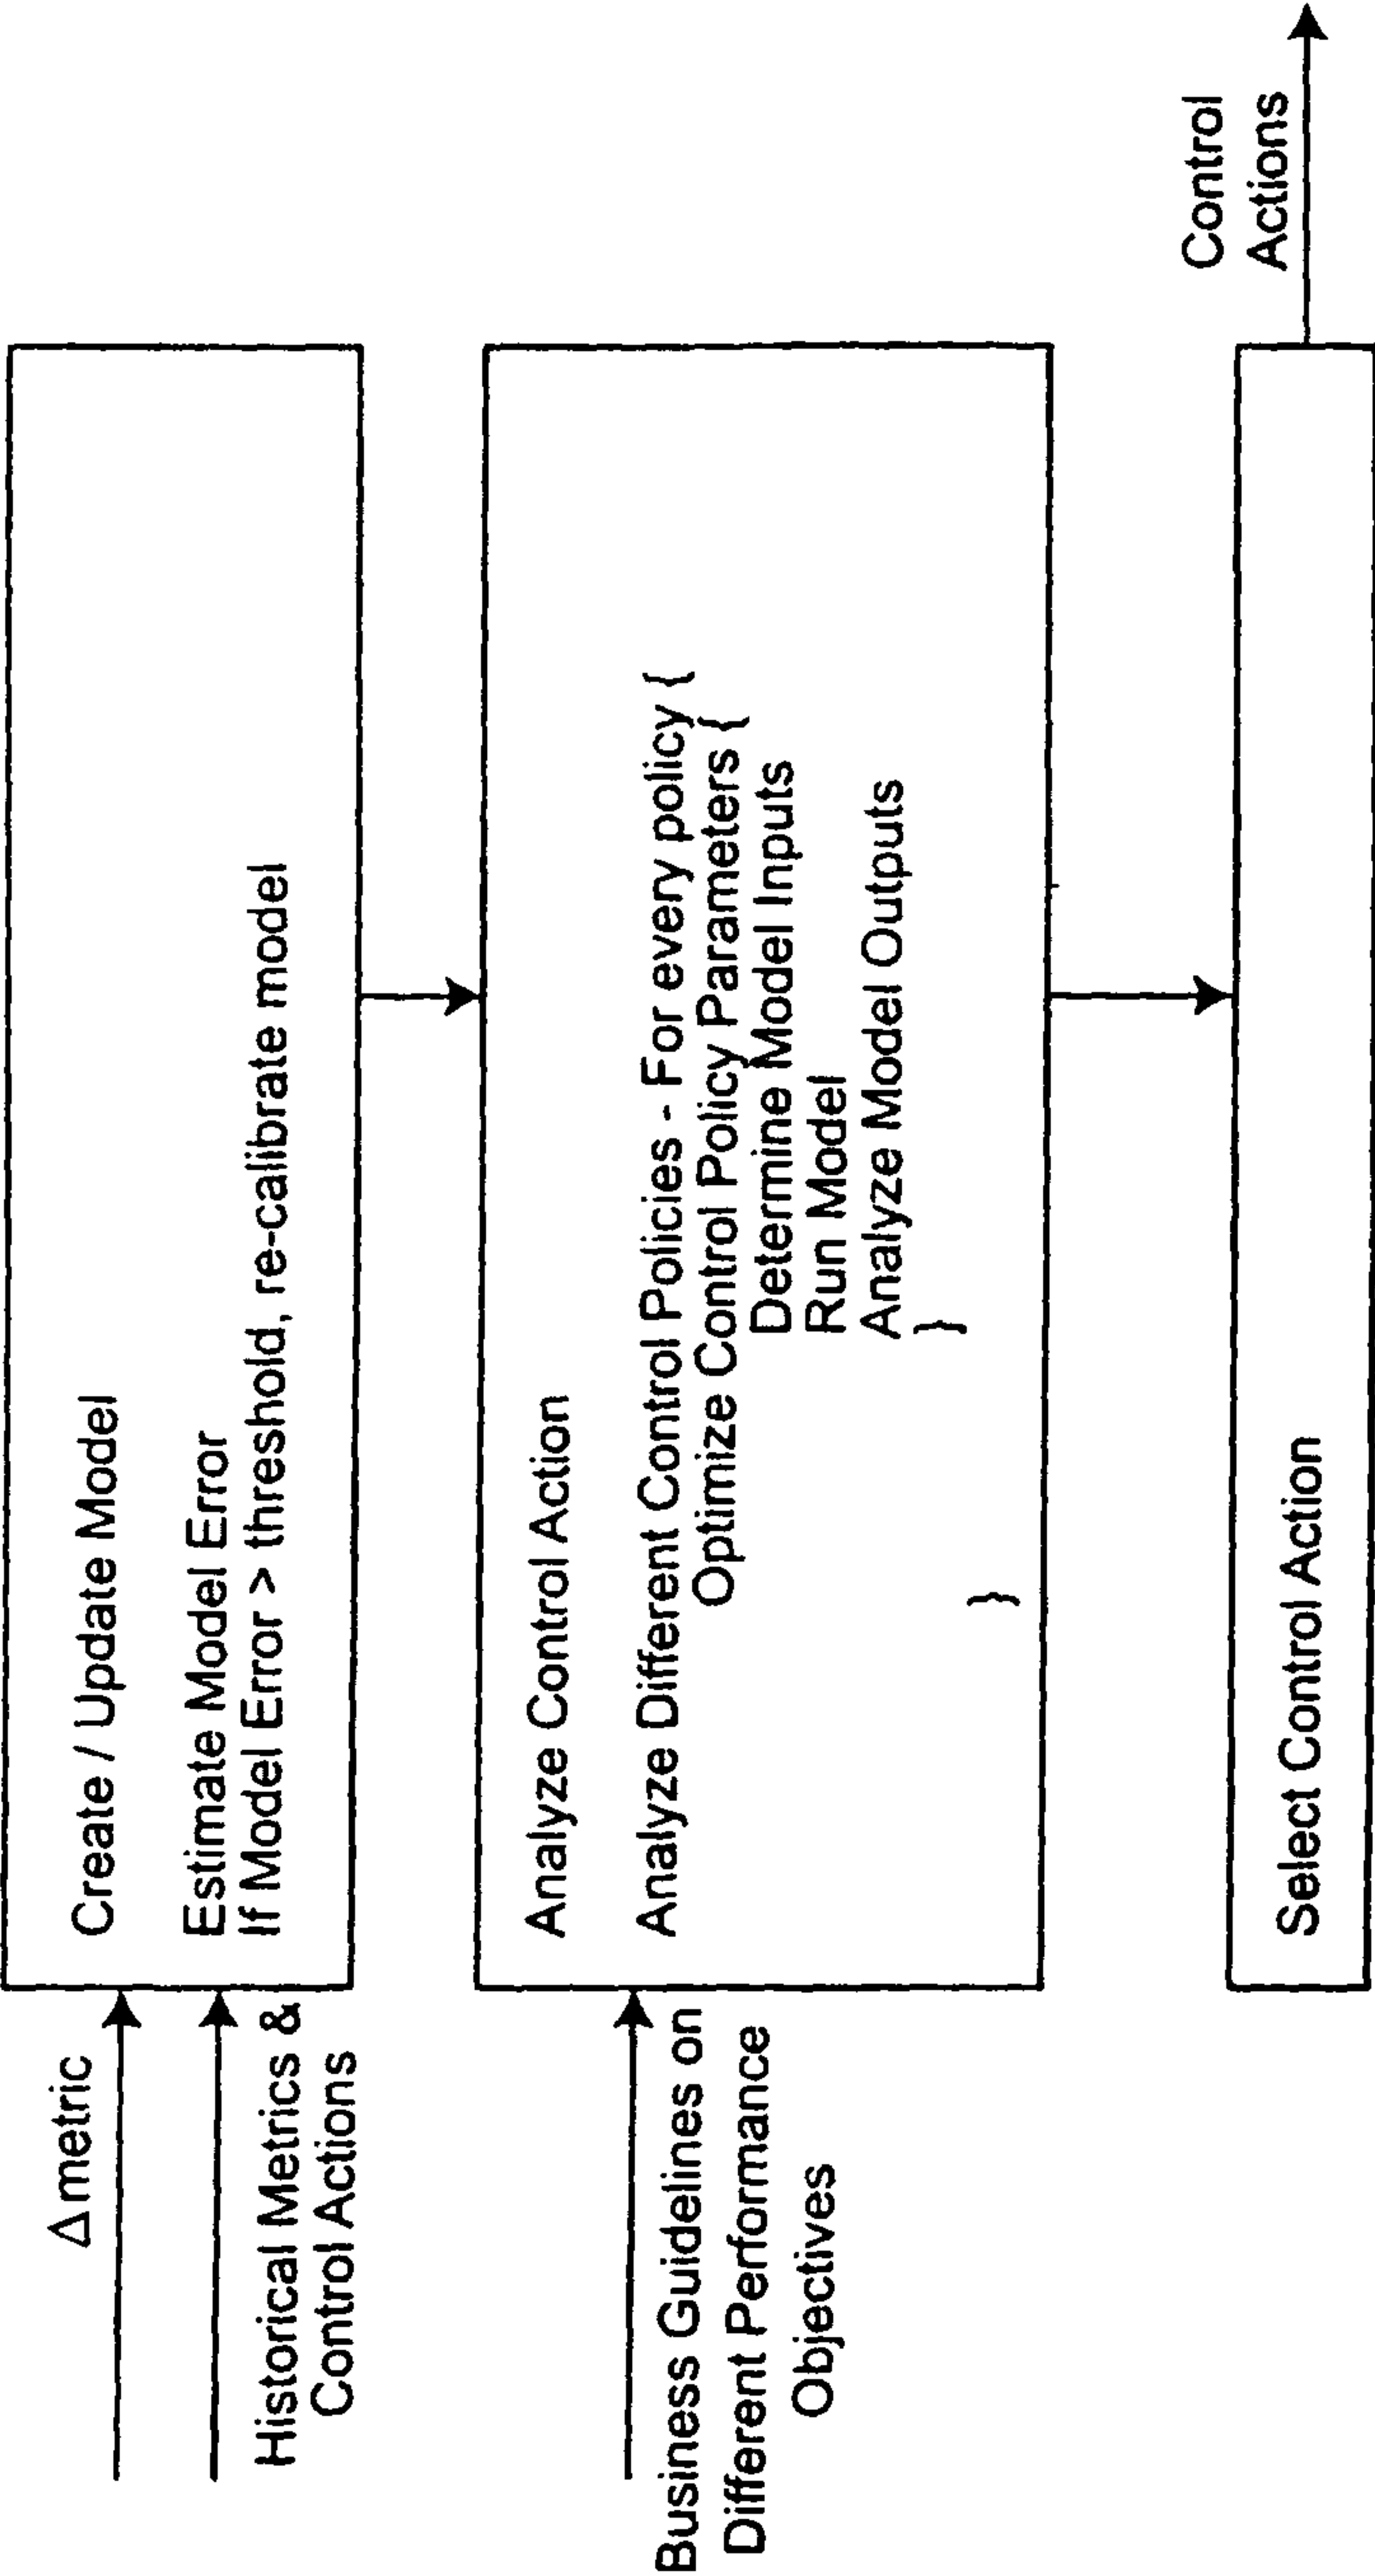 Δ metric
Historical Metrics &
Control Actions
Create / Update Model
Estimate Model Error
If Model Error > threshold, re-calibrate model
Business Guidelines on
Different Performance
Objectives
Analyze Control Action
Analyze Different Control Policies - For every policy {
Optimize Control Policy Parameters {
Determine Model Inputs
Run Model
Analyze Model Outputs
}
}
Select Control Action
Control
Actions